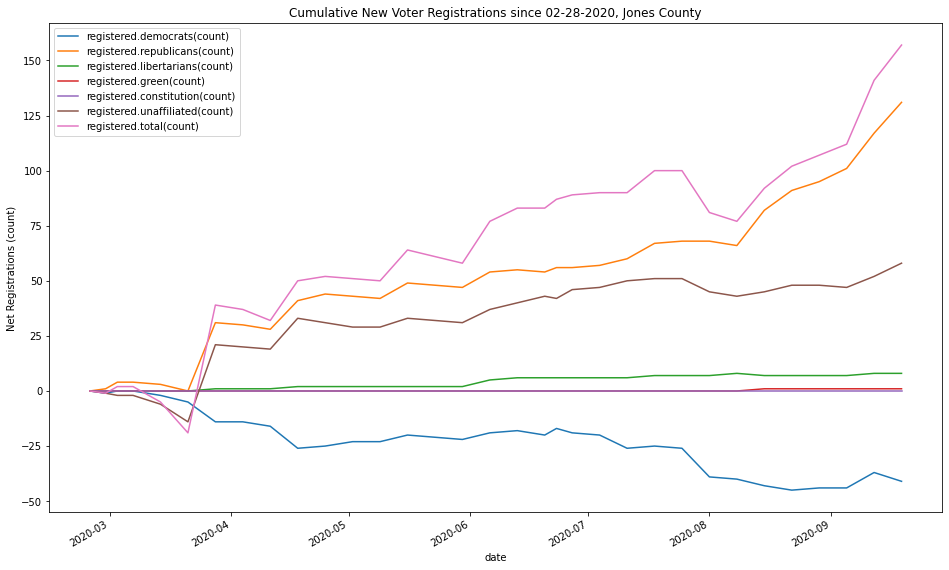 Cumulative New Voter Registrations since 02-28-2020, Jones County
registered.democrats(count)
registered.republicans(count)
registered.libertarians(count)
registered.green(count)
registered.constitution(count)
registered.unaffiliated(count)
registered.total(count)
150
125
100
75
50
25
0
−25
−50
Net Registrations (count)
2020-03
2020-04
2020-05
2020-06
2020-07
2020-08
2020-09
date